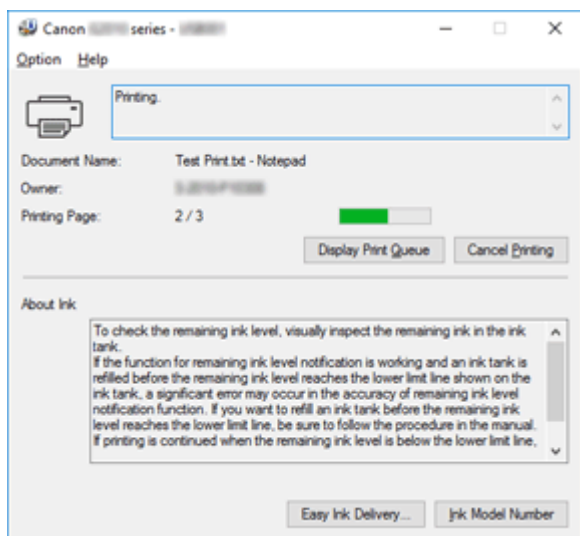 Canon series -
Option Help
Printing.
Document Name: Test Print.txt - Notepad
Owner:
Printing Page: 2 / 3
Display Print Queue Cancel Printing
About Ink
To check the remaining ink level, visually inspect the remaining ink in the ink
tank.
If the function for remaining ink level notification is working and an ink tank is
refilled before the remaining ink level reaches the lower limit line shown on the
ink tank, a significant error may occur in the accuracy of remaining ink level
notification function. If you want to refill an ink tank before the remaining ink
level reaches the lower limit line, be sure to follow the procedure in the manual.
If printing is continued when the remaining ink level is below the lower limit line,
Easy Ink Delivery... Ink Model Number